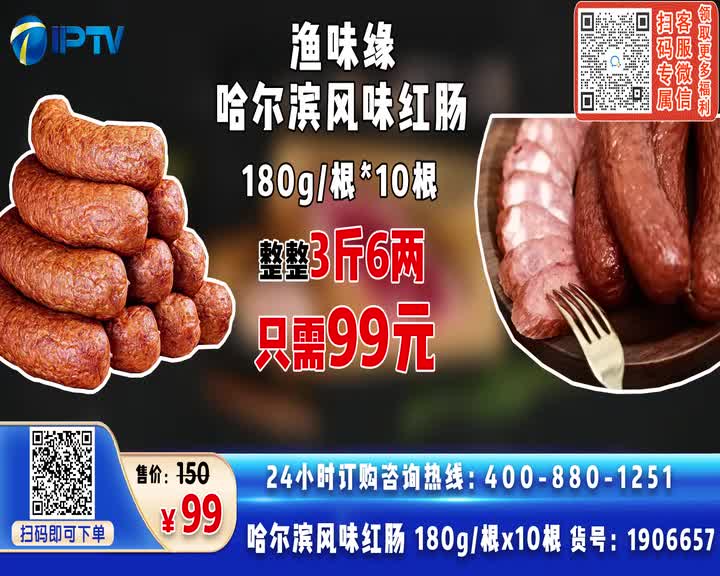 IPTV
渔味缘
哈尔滨风味红肠
180g/根*10根
整整3斤6两
只需99元
扫码专属
客服微信
领取更多福利
扫码即可下单
售价：150
￥99
24小时订购咨询热线：400-880-1251
哈尔滨风味红肠 180g/根x10根 货号：1906657